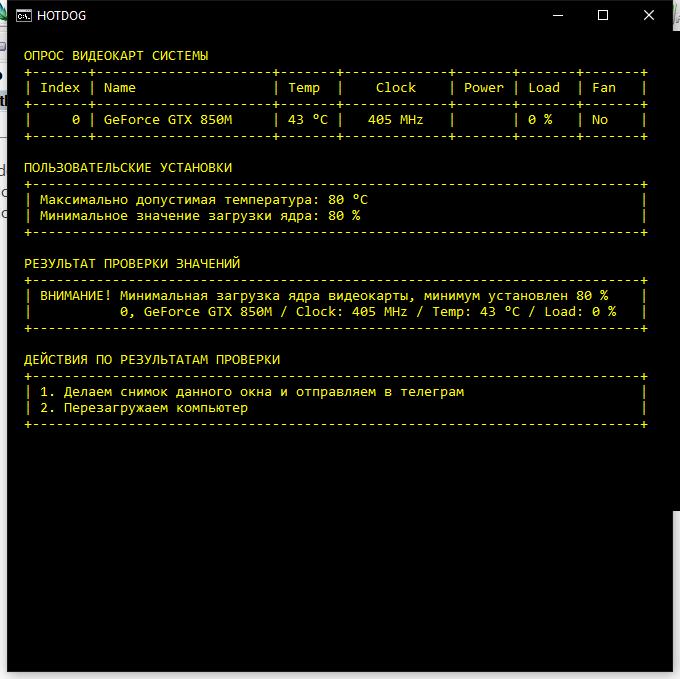 HOTDOG
ОПРОС ВИДЕОКАРТ СИСТЕМЫ
+-------+----------------------+-------+-------------+-------+-------+-------+
| Index | Name | Temp | Clock | Power | Load | Fan |
+-------+----------------------+-------+-------------+-------+-------+-------+
| 0 | GeForce GTX 850M | 43 ºC | 405 MHz | | 0 % | No |
+-------+----------------------+-------+-------------+-------+-------+-------+
ПОЛЬЗОВАТЕЛЬСКИЕ УСТАНОВКИ
+----------------------------------------------------------------------------+
| Максимально допустимая температура: 80 ºC |
| Минимальное значение загрузки ядра: 80 % |
+----------------------------------------------------------------------------+
РЕЗУЛЬТАТ ПРОВЕРКИ ЗНАЧЕНИЙ
+----------------------------------------------------------------------------+
| ВНИМАНИЕ! Минимальная загрузка ядра видеокарты, минимум установлен 80 % |
| 0, GeForce GTX 850M / Clock: 405 MHz / Temp: 43 ºC / Load: 0 % |
+----------------------------------------------------------------------------+
ДЕЙСТВИЯ ПО РЕЗУЛЬТАТАМ ПРОВЕРКИ
+----------------------------------------------------------------------------+
| 1. Делаем снимок данного окна и отправляем в телеграм |
| 2. Перезагружаем компьютер |
+----------------------------------------------------------------------------+